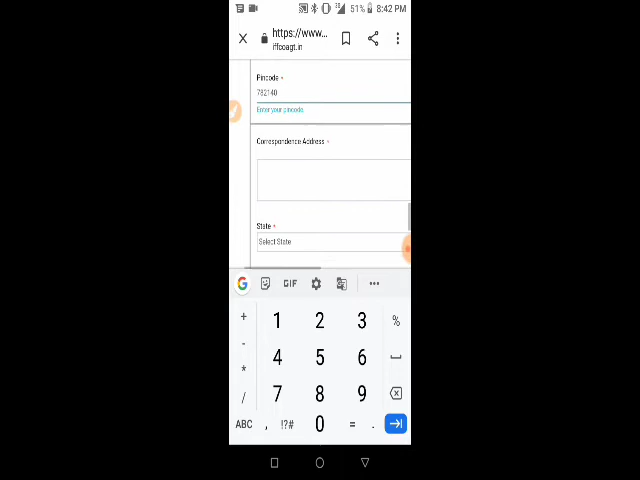 51% 8:42 PM
https://www...
iffcoagt.in
Pincode *
782140
Enter your pincode
Correspondence Address *
State *
Select State
G GIF ...
+ 1 2 3 %
- 4 5 6
* 7 8 9
/
ABC , !?# 0 = .